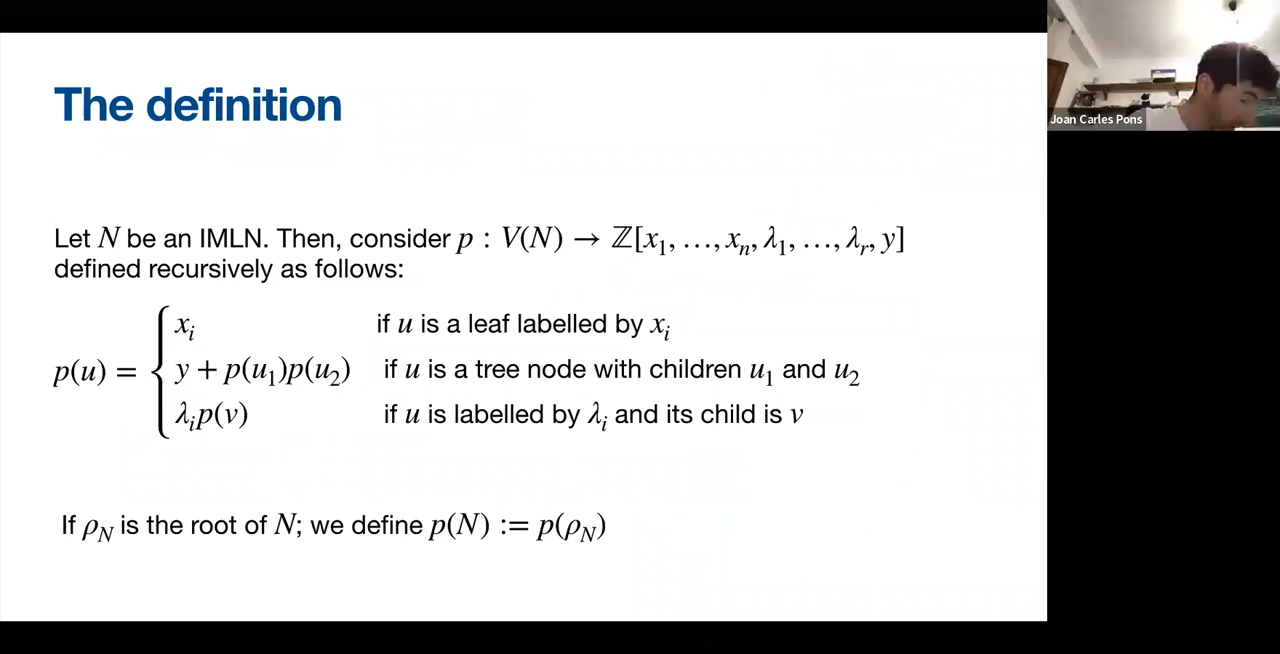 The definition
Joan Carles Pons
Let N be an IMLN. Then, consider p : V(N) → ℤ[x₁, …, xₙ, λ₁, …, λᵣ, y]
defined recursively as follows:
p(u) = {
xᵢ if u is a leaf labelled by xᵢ
y + p(u₁)p(u₂) if u is a tree node with children u₁ and u₂
λᵢp(v) if u is labelled by λᵢ and its child is v
If ρ_N is the root of N; we define p(N) := p(ρ_N)